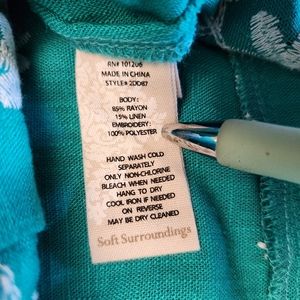 RN# 101206
MADE IN CHINA
STYLE# 2DD87
BODY:
85% RAYON
15% LINEN
EMBROIDERY:
100% POLYESTER
HAND WASH COLD
SEPARATELY
ONLY NON-CHLORINE
BLEACH WHEN NEEDED
HANG TO DRY
COOL IRON IF NEEDED
ON REVERSE
MAY BE DRY CLEANED
Soft Surroundings